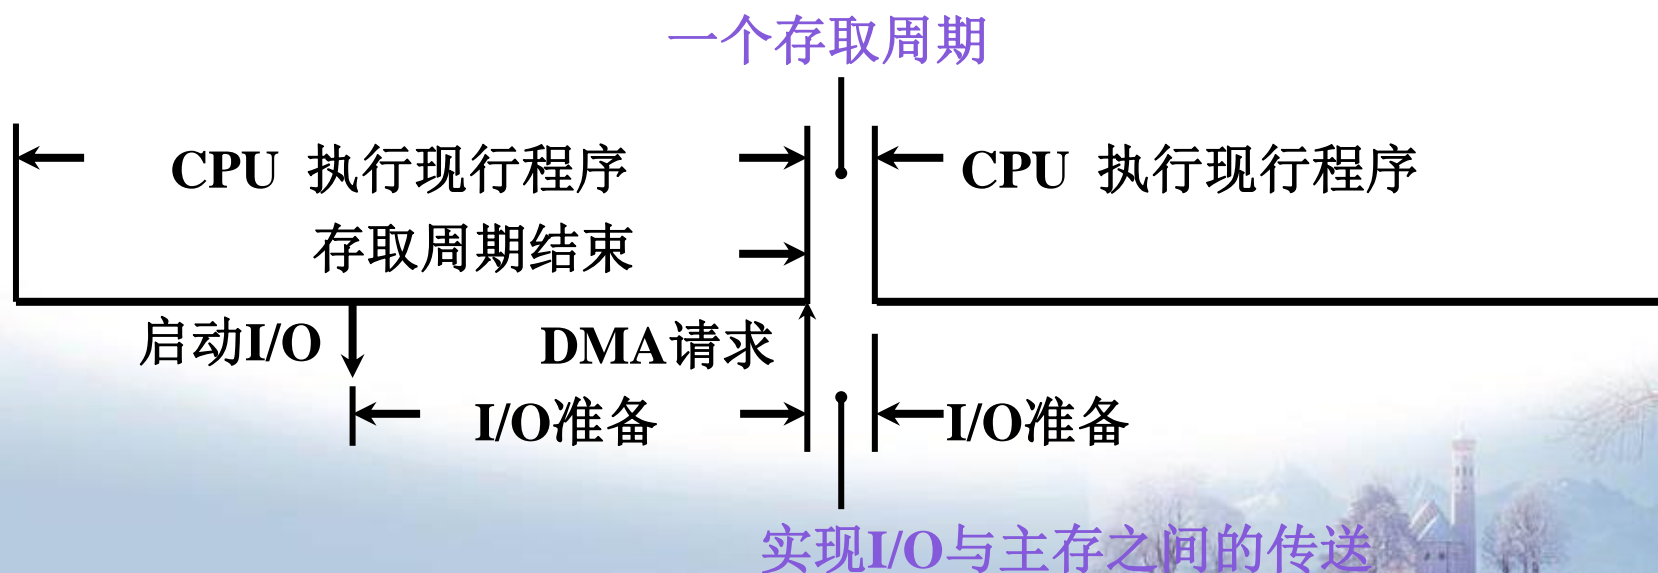 一个存取周期
CPU 执行现行程序
CPU 执行现行程序
存取周期结束
启动I/O
DMA请求
I/O准备
I/O准备
实现I/O与主存之间的传送